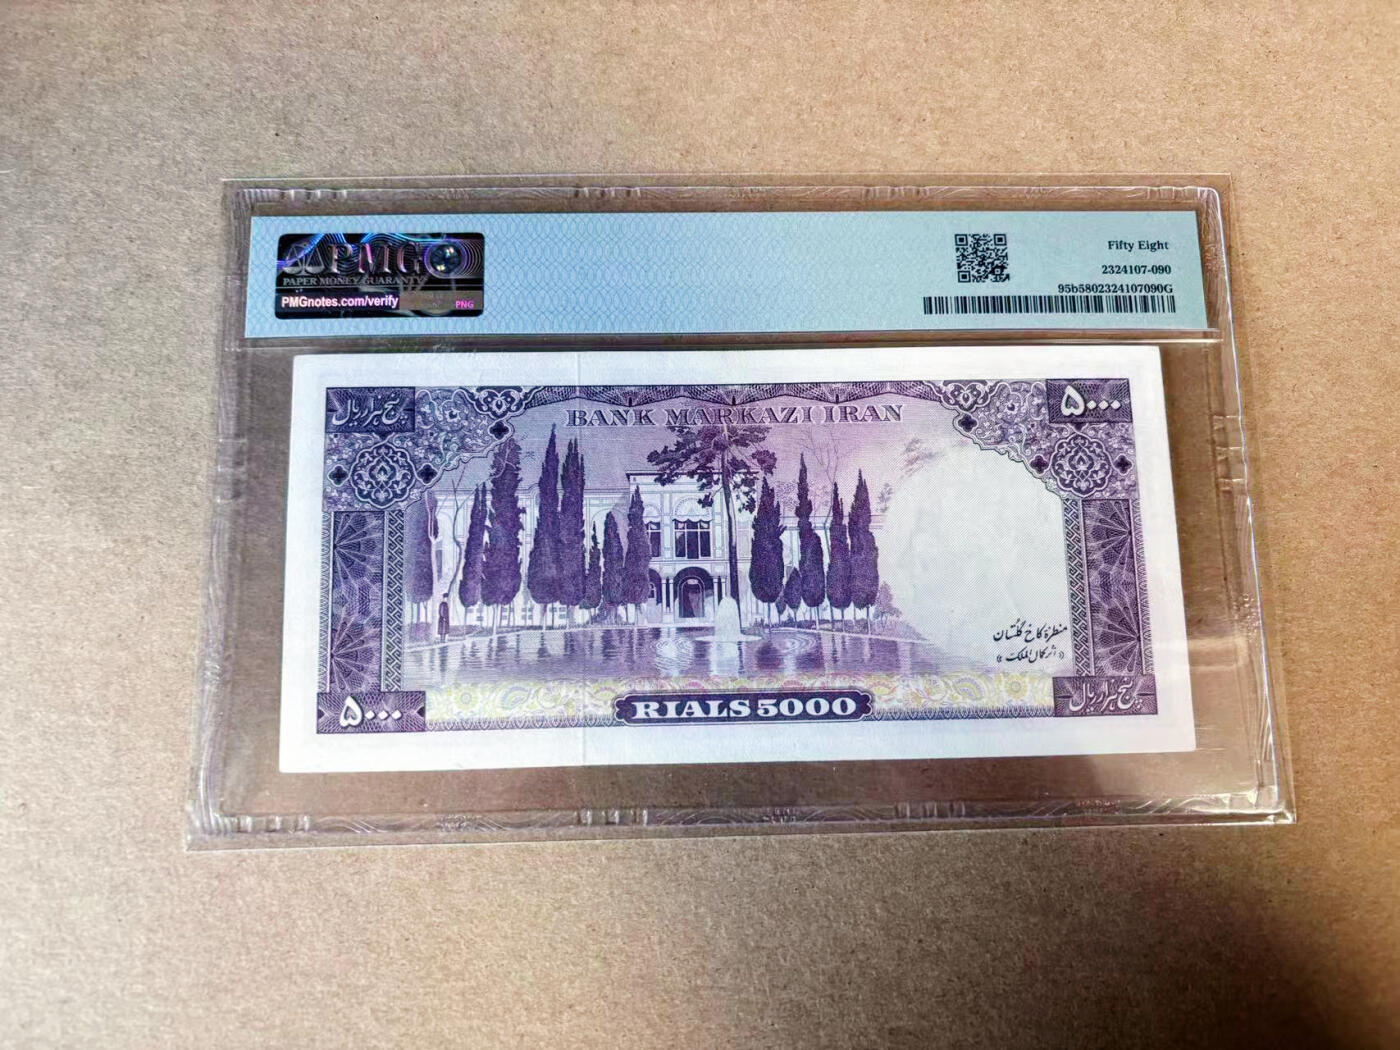 PMG
PAPER MONEY GUARANTY
PMGnotes.com/verify
PNG
Fifty Eight
2324107-090
95b5802324107090G
پنج هزار ریال
BANK MARKAZI IRAN
۵۰۰۰
منظرهٔ کاخ گلستان
« اثر کمال‌الملک »
۵۰۰۰
RIALS 5000
پنج هزار ریال